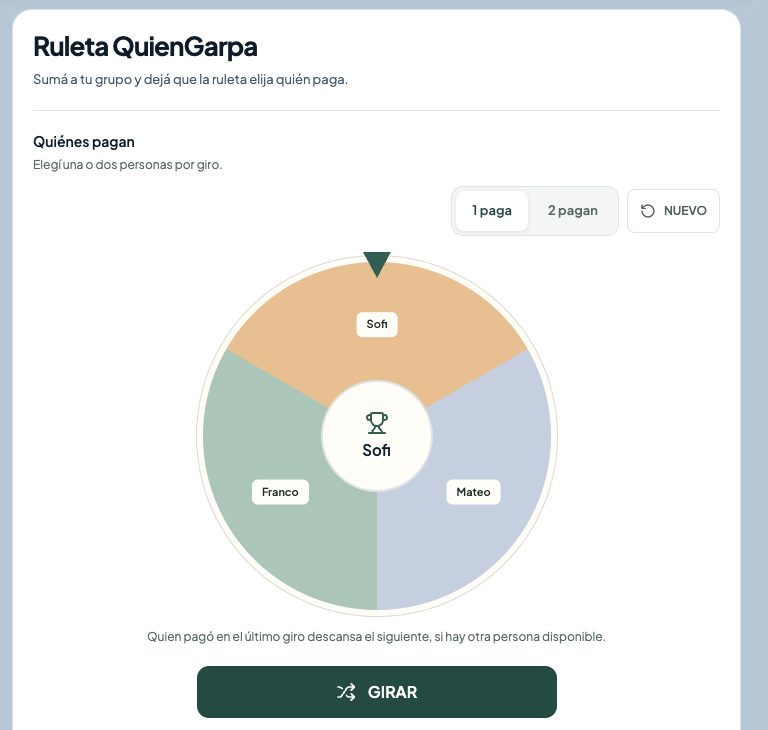 Ruleta QuienGarpa
Sumá a tu grupo y dejá que la ruleta elija quién paga.
Quiénes pagan
Elegí una o dos personas por giro.
1 paga
2 pagan
NUEVO
Sofi
Sofi
Franco
Mateo
Quien pagó en el último giro descansa el siguiente, si hay otra persona disponible.
GIRAR